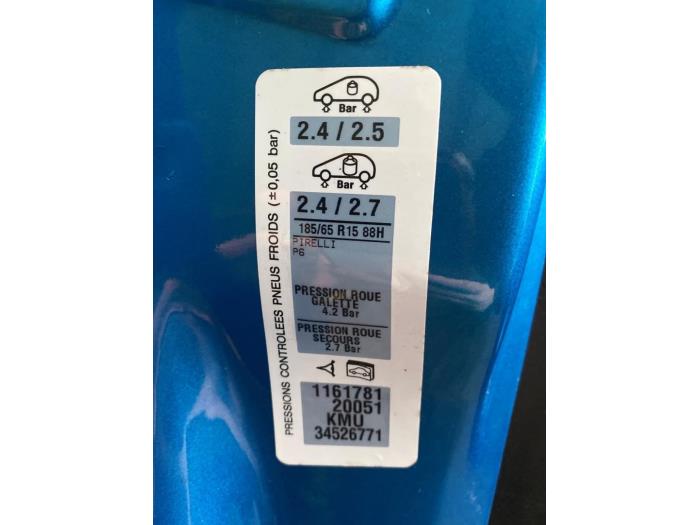 PRESSIONS CONTROLEES PNEUS FROIDS (±0,05 bar)
Bar
2.4 / 2.5
Bar
2.4 / 2.7
185/65 R15 88H
PIRELLI
P6
PRESSION ROUE
GALETTE
4.2 Bar
PRESSION ROUE
SECOURS
2.7 Bar
1161781
20051
KMU
34526771